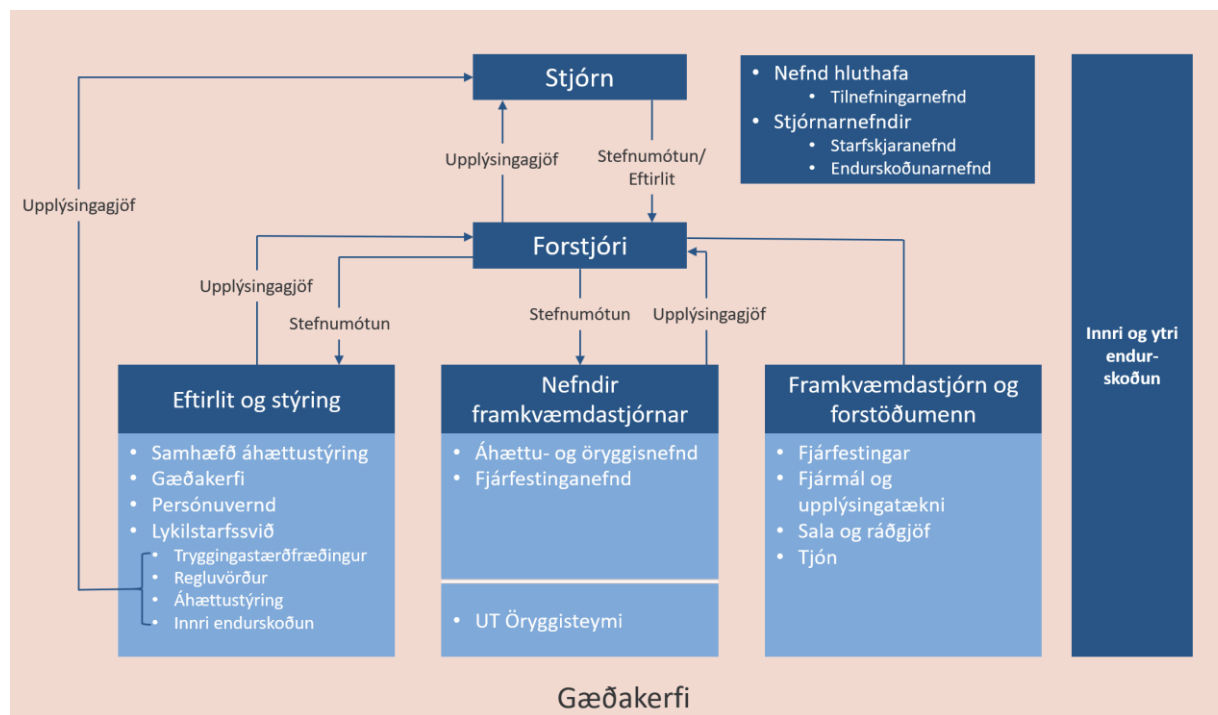 Stjórn
Nefnd hluthafa
Tilnefningarnefnd
Stjórnarnefndir
Starfskjaranefnd
Endurskoðunarnefnd
Upplýsingagjöf
Stefnumótun/
Eftirlit
Upplýsingagjöf
Forstjóri
Upplýsingagjöf
Stefnumótun
Stefnumótun
Upplýsingagjöf
Eftirlit og stýring
Samhæfð áhættustýring
Gæðakerfi
Persónuvernd
Lykilstarfssvið
Tryggingastærðfræðingur
Regluvörður
Áhættustýring
Innri endurskoðun
Nefndir
framkvæmdastjórnar
Áhættu- og öryggisnefnd
Fjárfestinganefnd
UT Öryggisteymi
Framkvæmdastjórn og
forstöðumenn
Fjárfestingar
Fjármál og
upplýsingatækni
Sala og ráðgjöf
Tjón
Innri og ytri
endur-
skoðun
Gæðakerfi